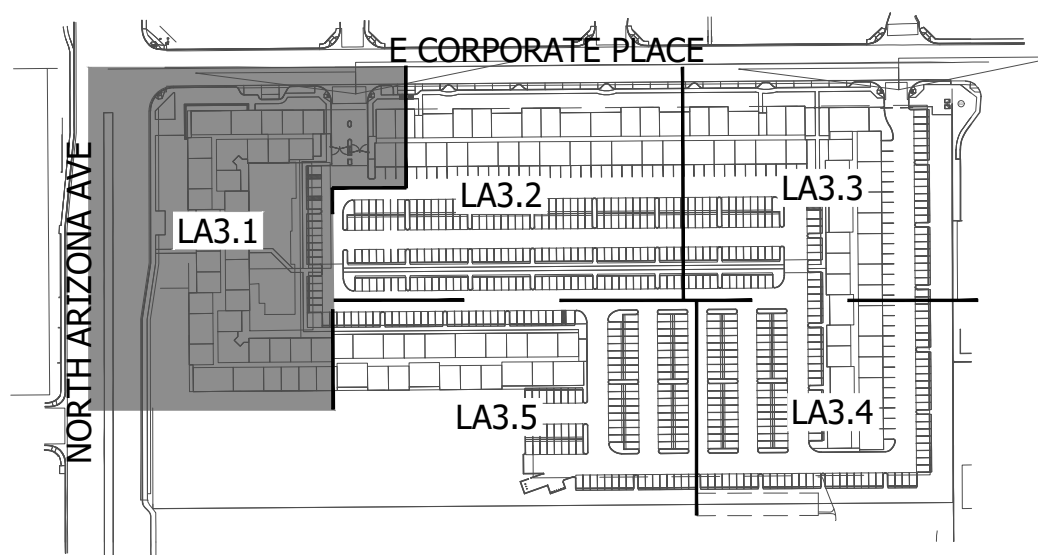 E CORPORATE PLACE
NORTH ARIZONA AVE
LA3.1
LA3.2
LA3.3
LA3.4
LA3.5